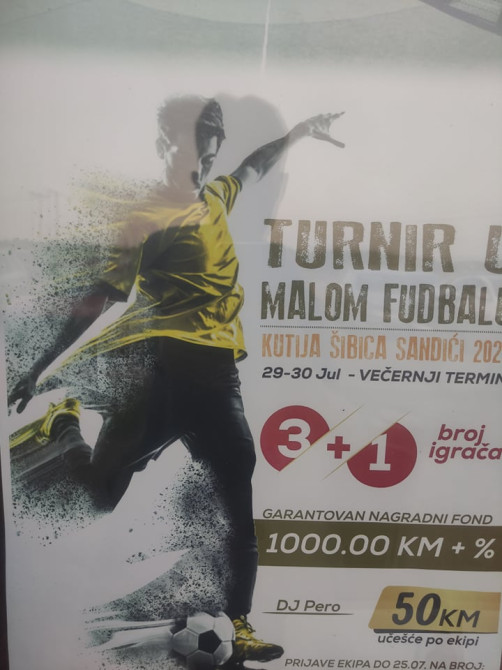 TURNIR U
MALOM FUDBALU
KUTIJA ŠIBICA SANDIĆI 202
29-30 Jul - VEČERNJI TERMIN
3+1 broj
igrača
GARANTOVAN NAGRADNI FOND
1000.00 KM + %
DJ Pero
50KM
učešće po ekipi
PRIJAVE EKIPA DO 25.07. NA BROJ: